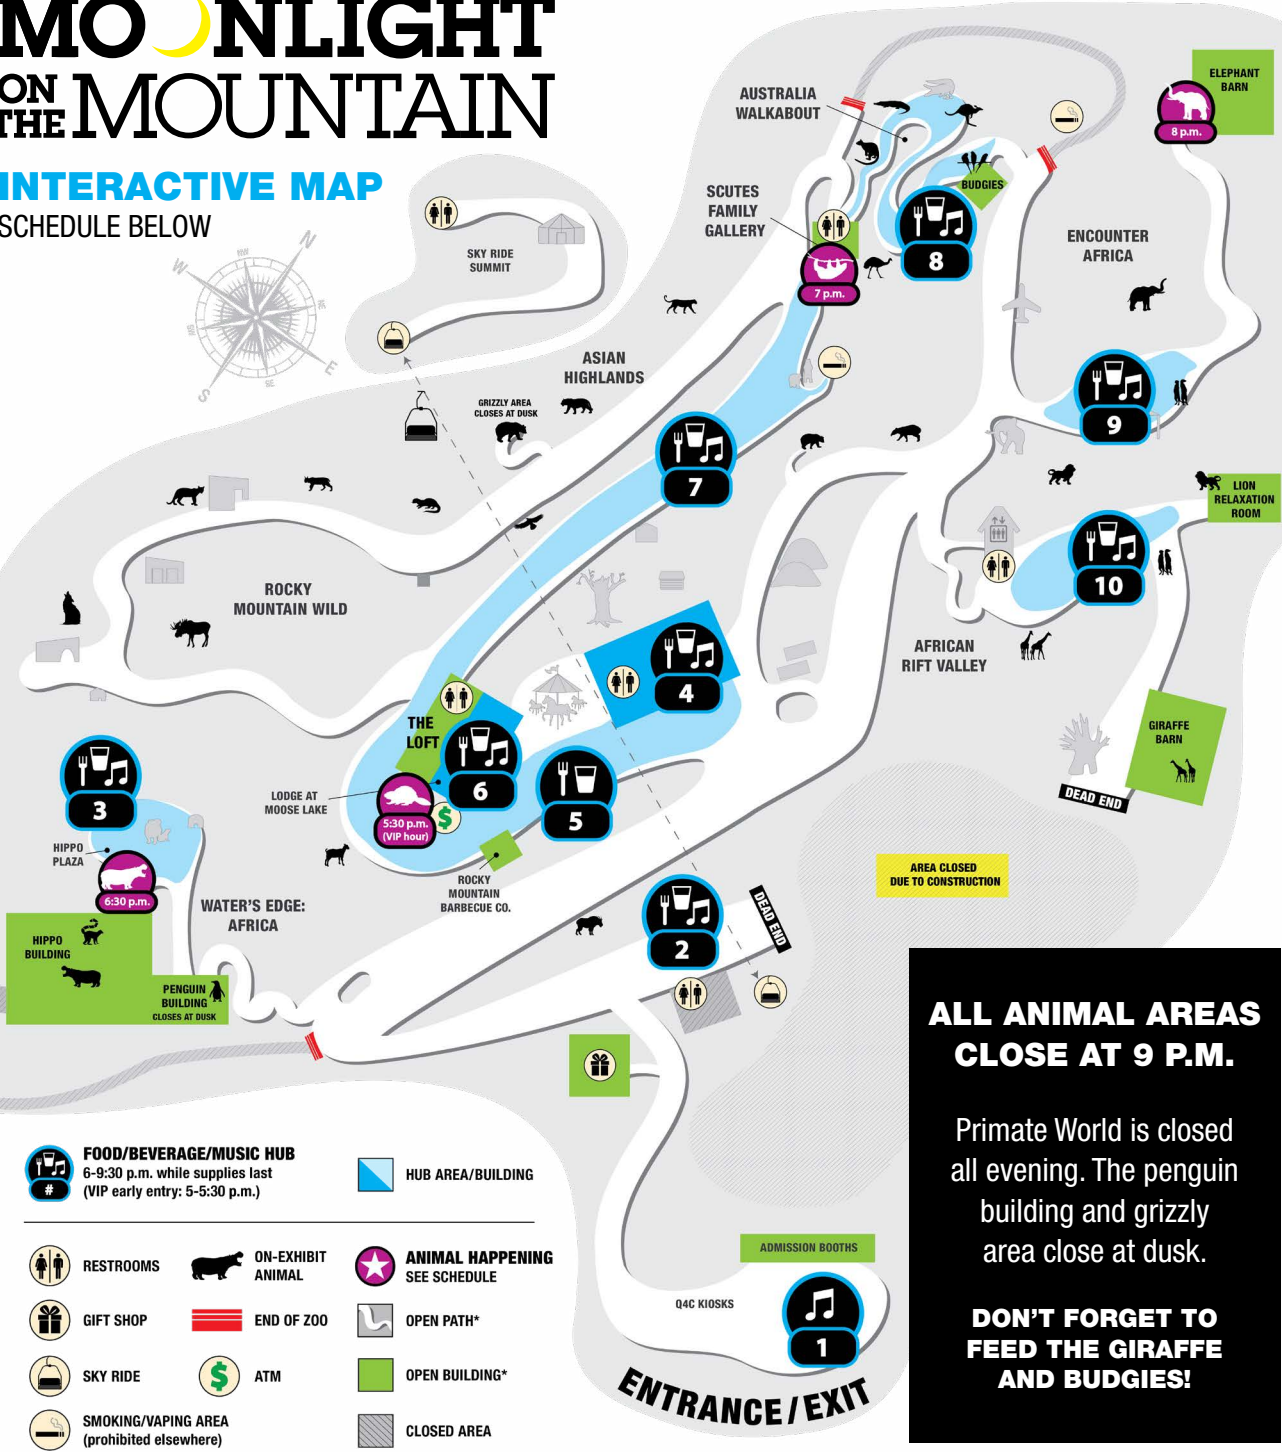 MOONLIGHT
ON
THE
MOUNTAIN
INTERACTIVE MAP
SCHEDULE BELOW
N
NW
W
NE
SW
E
SE
S
SKY RIDE
SUMMIT
AUSTRALIA
WALKABOUT
SCUTES
FAMILY
GALLERY
7 p.m.
BUDGIES
8
ELEPHANT
BARN
8 p.m.
ENCOUNTER
AFRICA
ASIAN
HIGHLANDS
GRIZZLY AREA
CLOSES AT DUSK
7
9
LION
RELAXATION
ROOM
10
ROCKY
MOUNTAIN WILD
AFRICAN
RIFT VALLEY
4
THE
LOFT
6
5
GIRAFFE
BARN
DEAD END
LODGE AT
MOOSE LAKE
5:30 p.m.
(VIP hour)
$
3
HIPPO
PLAZA
6:30 p.m.
ROCKY
MOUNTAIN
BARBECUE CO.
WATER'S EDGE:
AFRICA
HIPPO
BUILDING
PENGUIN
BUILDING
CLOSES AT DUSK
2
DEAD END
AREA CLOSED
DUE TO CONSTRUCTION
ALL ANIMAL AREAS
CLOSE AT 9 P.M.
Primate World is closed
all evening. The penguin
building and grizzly
area close at dusk.
DON'T FORGET TO
FEED THE GIRAFFE
AND BUDGIES!
ADMISSION BOOTHS
Q4C KIOSKS
1
ENTRANCE / EXIT
#
FOOD/BEVERAGE/MUSIC HUB
6-9:30 p.m. while supplies last
(VIP early entry: 5-5:30 p.m.)
HUB AREA/BUILDING
RESTROOMS
ON-EXHIBIT
ANIMAL
ANIMAL HAPPENING
SEE SCHEDULE
GIFT SHOP
END OF ZOO
OPEN PATH*
SKY RIDE
$
ATM
OPEN BUILDING*
SMOKING/VAPING AREA
(prohibited elsewhere)
CLOSED AREA